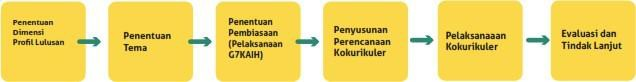 Penentuan
Dimensi
Profil Lulusan
Penentuan
Tema
Penentuan
Pembiasaan
(Pelaksanaan
G7KAIH)
Penyusunan
Perencanaan
Kokurikuler
Pelaksanaaan
Kokurikuler
Evaluasi dan
Tindak Lanjut